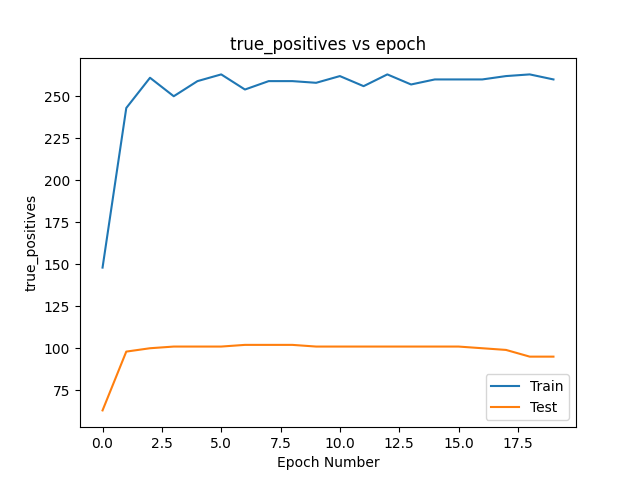 true_positives vs epoch
true_positives
250
225
200
175
150
125
100
75
0.0 2.5 5.0 7.5 10.0 12.5 15.0 17.5
Epoch Number
Train
Test